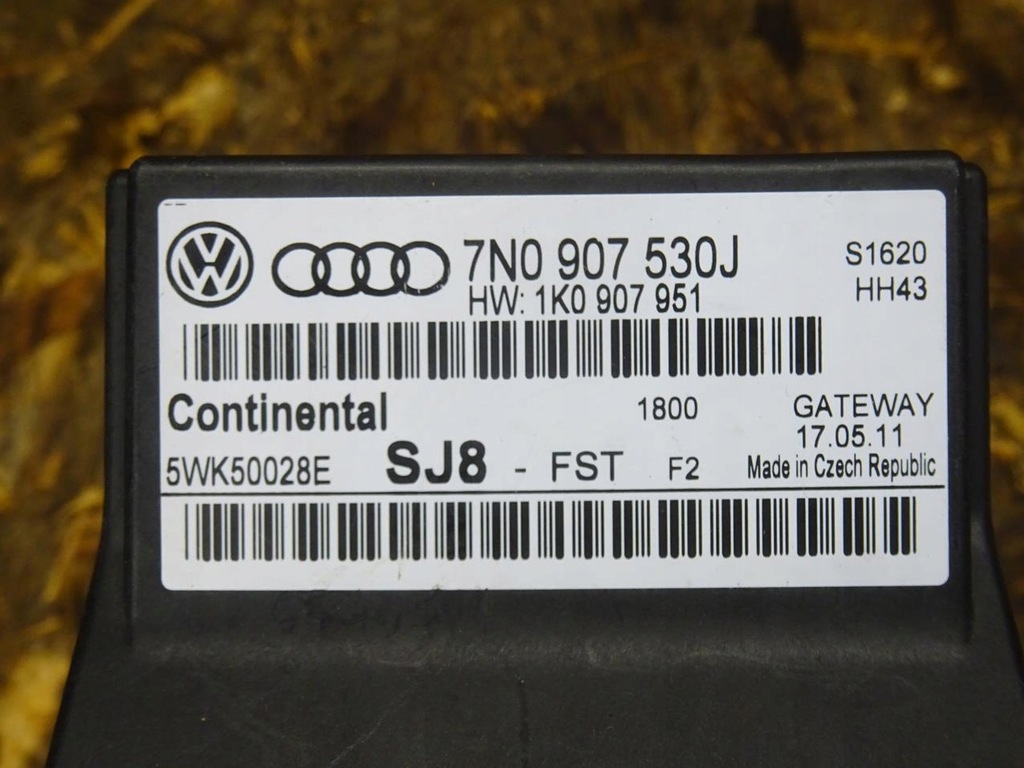 7N0 907 530J S1620
HW: 1K0 907 951 HH43
Continental 1800 GATEWAY
17.05.11
5WK50028E SJ8 - FST F2 Made in Czech Republic